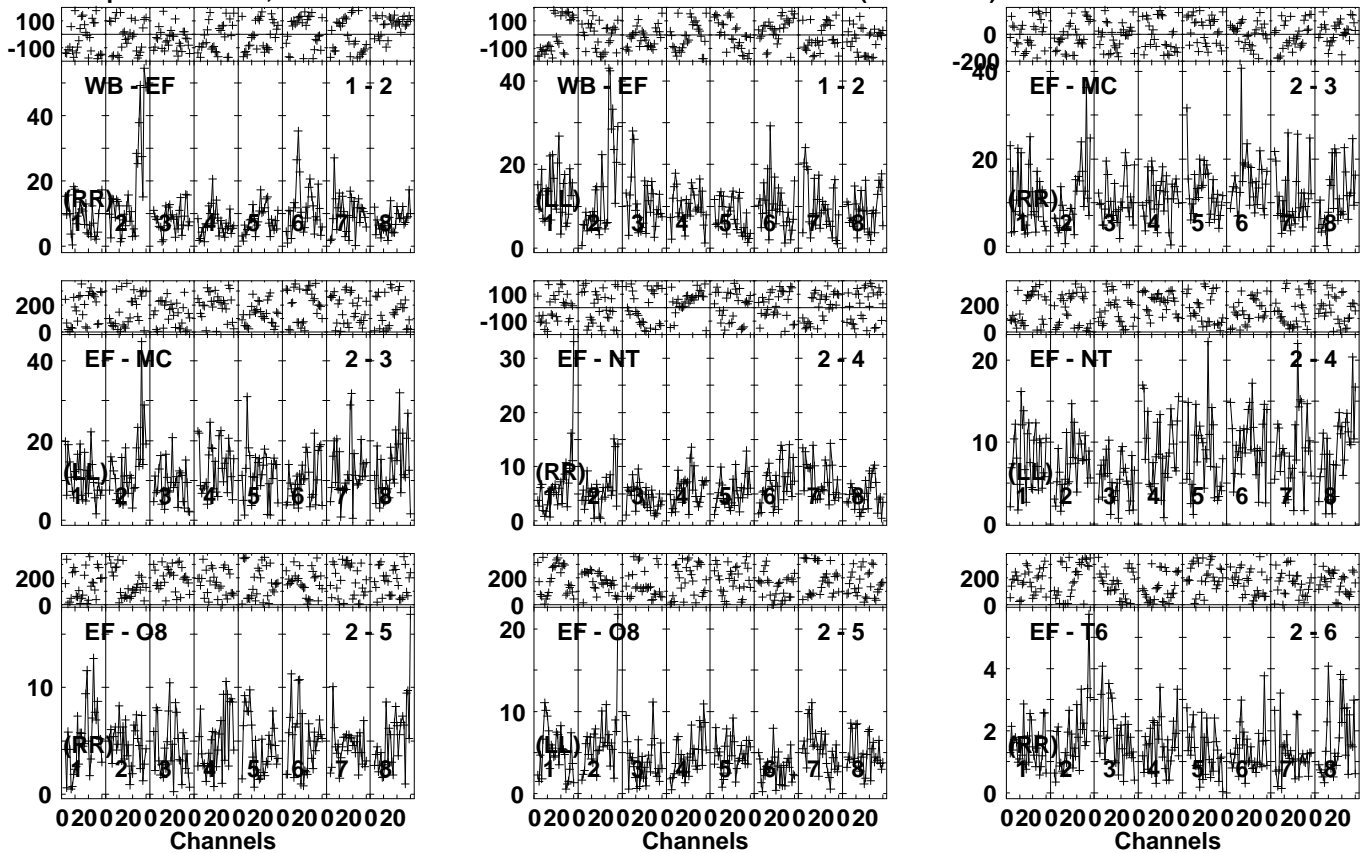 100
-100
WB - EF 1 - 2
40
20
0
(RR)
1 2 3 4 5 6 7 8
100
-100
WB - EF 1 - 2
40
20
0
(LL)
1 2 3 4 5 6 7 8
0
-200
EF - MC 2 - 3
40
20
0
(RR)
1 2 3 4 5 6 7 8
200
0
EF - MC 2 - 3
40
20
0
(LL)
1 2 3 4 5 6 7 8
100
-100
EF - NT 2 - 4
30
20
10
0
(RR)
1 2 3 4 5 6 7 8
200
0
EF - NT 2 - 4
20
10
0
(LL)
1 2 3 4 5 6 7 8
200
0
EF - O8 2 - 5
10
0
(RR)
1 2 3 4 5 6 7 8
020020020020020020020020
Channels
200
0
EF - O8 2 - 5
20
10
0
(LL)
1 2 3 4 5 6 7 8
020020020020020020020020
Channels
200
0
EF - T6 2 - 6
4
2
0
(RR)
1 2 3 4 5 6 7 8
020020020020020020020020
Channels